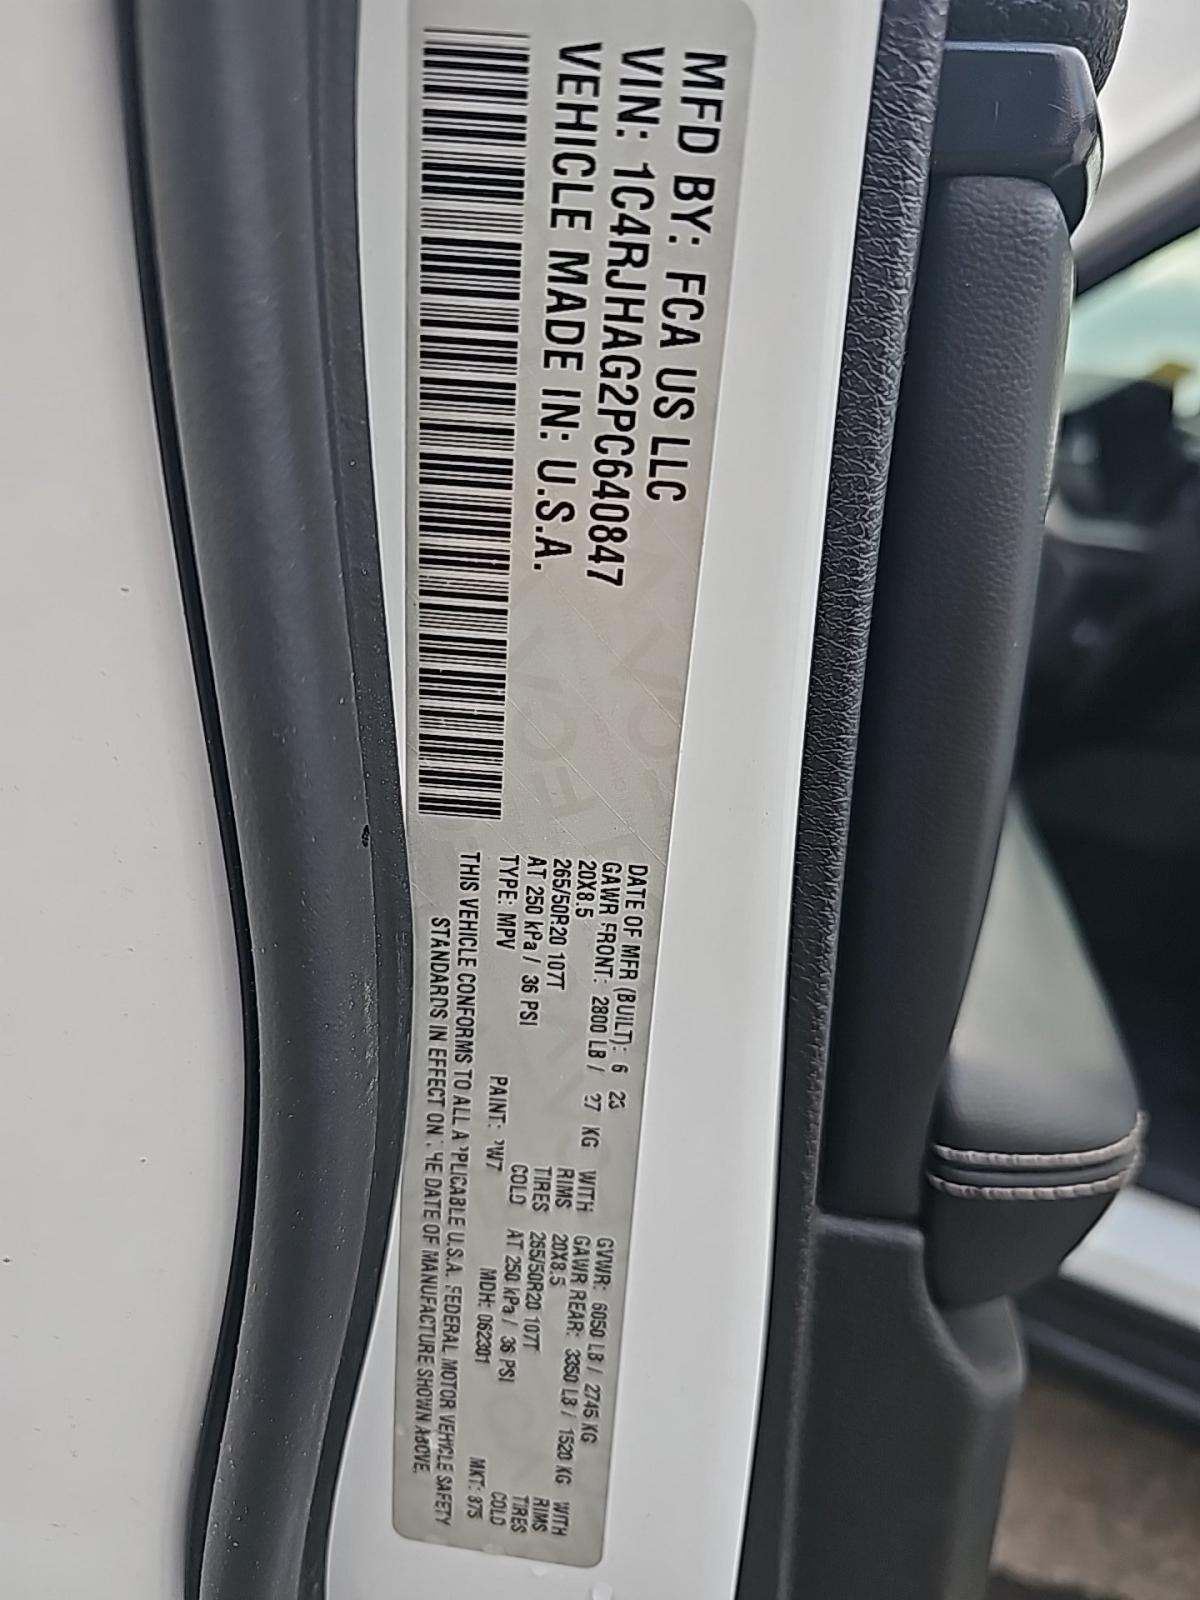 MFD BY: FCA US LLC
VIN: 1C4RJHAG2PC640847
VEHICLE MADE IN: U.S.A.
DATE OF MFR (BUILT): 6 23
GVWR: 6050 LB / 2745 KG
GAWR FRONT: 2800 LB / KG WITH
20X8.5 RIMS
265/50R20 107T TIRES
AT 250 kPa / 36 PSI COLD
GAWR REAR: 3350 LB / 1520 KG WITH
20X8.5 RIMS
265/50R20 107T TIRES
AT 250 kPa / 36 PSI COLD
TYPE: MPV PAINT: MDH: 062301 MKT:
THIS VEHICLE CONFORMS TO ALL APPLICABLE U.S.A. FEDERAL MOTOR VEHICLE SAFETY
STANDARDS IN EFFECT ON THE DATE OF MANUFACTURE SHOWN ABOVE.